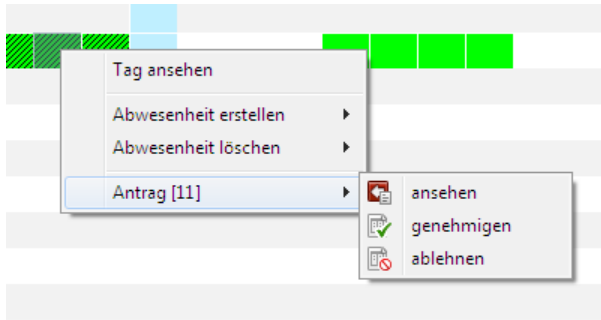 Tag ansehen
Abwesenheit erstellen
Abwesenheit löschen
Antrag [11]
ansehen
genehmigen
ablehnen